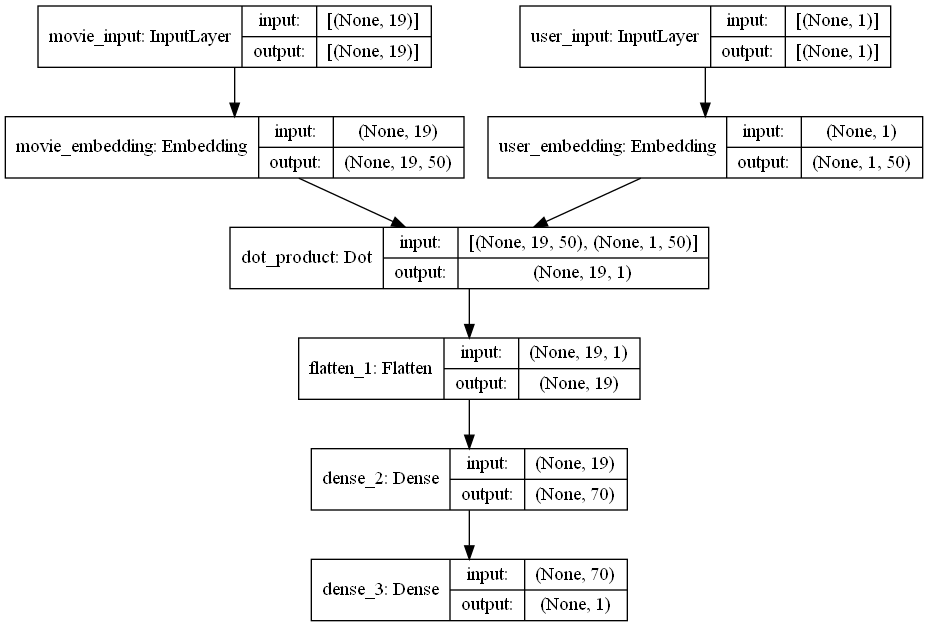 movie_input: InputLayer
input: [(None, 19)]
output: [(None, 19)]
user_input: InputLayer
input: [(None, 1)]
output: [(None, 1)]
movie_embedding: Embedding
input: (None, 19)
output: (None, 19, 50)
user_embedding: Embedding
input: (None, 1)
output: (None, 1, 50)
dot_product: Dot
input: [(None, 19, 50), (None, 1, 50)]
output: (None, 19, 1)
flatten_1: Flatten
input: (None, 19, 1)
output: (None, 19)
dense_2: Dense
input: (None, 19)
output: (None, 70)
dense_3: Dense
input: (None, 70)
output: (None, 1)